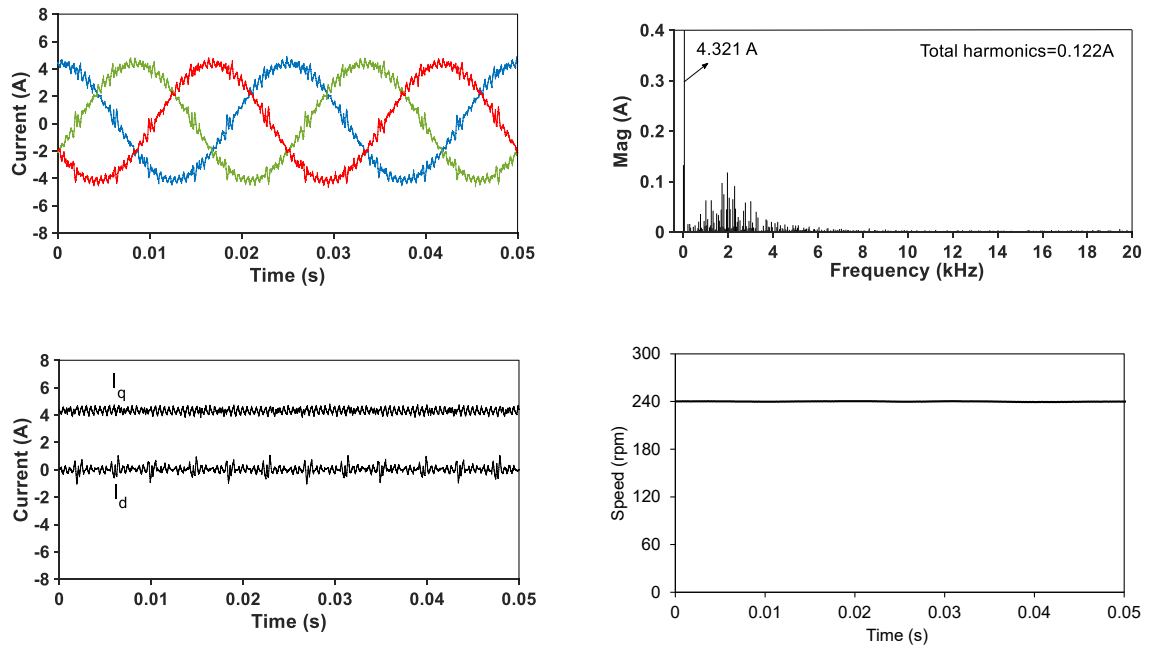 8
6
4
2
0
-2
-4
-6
-8
Current (A)
0 0.01 0.02 0.03 0.04 0.05
Time (s)
0.4
0.3
0.2
0.1
0
Mag (A)
4.321 A
Total harmonics=0.122A
0 2 4 6 8 10 12 14 16 18 20
Frequency (kHz)
8
6
4
2
0
-2
-4
-6
-8
Current (A)
Iq
Id
0 0.01 0.02 0.03 0.04 0.05
Time (s)
300
240
180
120
60
0
Speed (rpm)
0 0.01 0.02 0.03 0.04 0.05
Time (s)